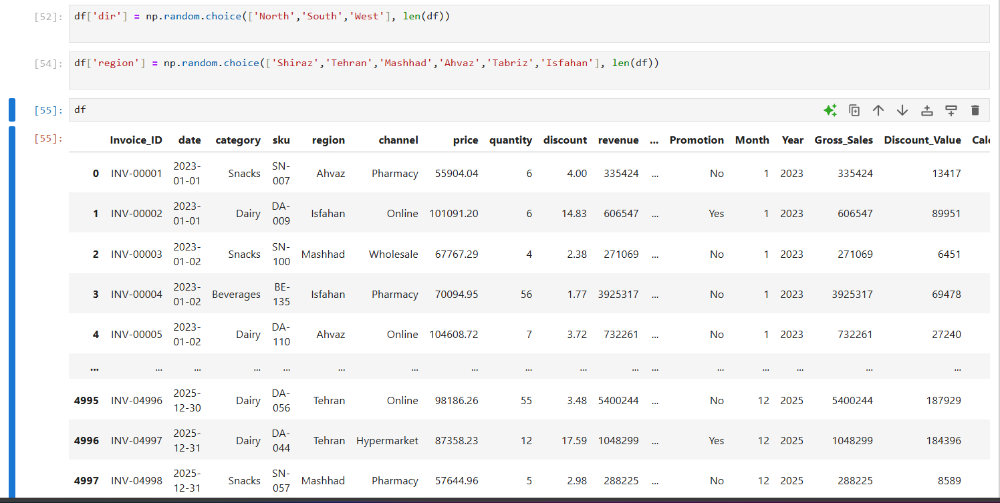 [52]: df['dir'] = np.random.choice(['North','South','West'], len(df))
[54]: df['region'] = np.random.choice(['Shiraz','Tehran','Mashhad','Ahvaz','Tabriz','Isfahan'], len(df))
[55]: df
[55]: Invoice_ID date category sku region channel price quantity discount revenue ... Promotion Month Year Gross_Sales Discount_Value
0 INV-00001 2023-01-01 Snacks SN-007 Ahvaz Pharmacy 55904.04 6 4.00 335424 ... No 1 2023 335424 13417
1 INV-00002 2023-01-01 Dairy DA-009 Isfahan Online 101091.20 6 14.83 606547 ... Yes 1 2023 606547 89951
2 INV-00003 2023-01-02 Snacks SN-100 Mashhad Wholesale 67767.29 4 2.38 271069 ... No 1 2023 271069 6451
3 INV-00004 2023-01-02 Beverages BE-135 Isfahan Pharmacy 70094.95 56 1.77 3925317 ... No 1 2023 3925317 69478
4 INV-00005 2023-01-02 Dairy DA-110 Ahvaz Online 104608.72 7 3.72 732261 ... No 1 2023 732261 27240
... ... ... ... ... ... ... ... ... ... ... ... ... ... ... ... ...
4995 INV-04996 2025-12-30 Dairy DA-056 Tehran Online 98186.26 55 3.48 5400244 ... No 12 2025 5400244 187929
4996 INV-04997 2025-12-31 Dairy DA-044 Tehran Hypermarket 87358.23 12 17.59 1048299 ... Yes 12 2025 1048299 184396
4997 INV-04998 2025-12-31 Snacks SN-057 Mashhad Pharmacy 57644.96 5 2.98 288225 ... No 12 2025 288225 8589